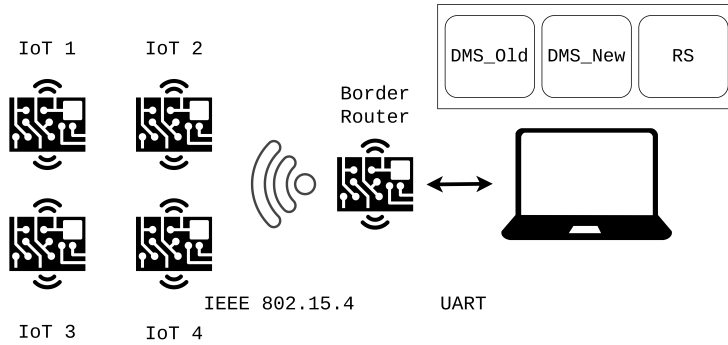 IoT 1
IoT 2
Border
Router
DMS_Old
DMS_New
RS
IEEE 802.15.4
UART
IoT 3
IoT 4